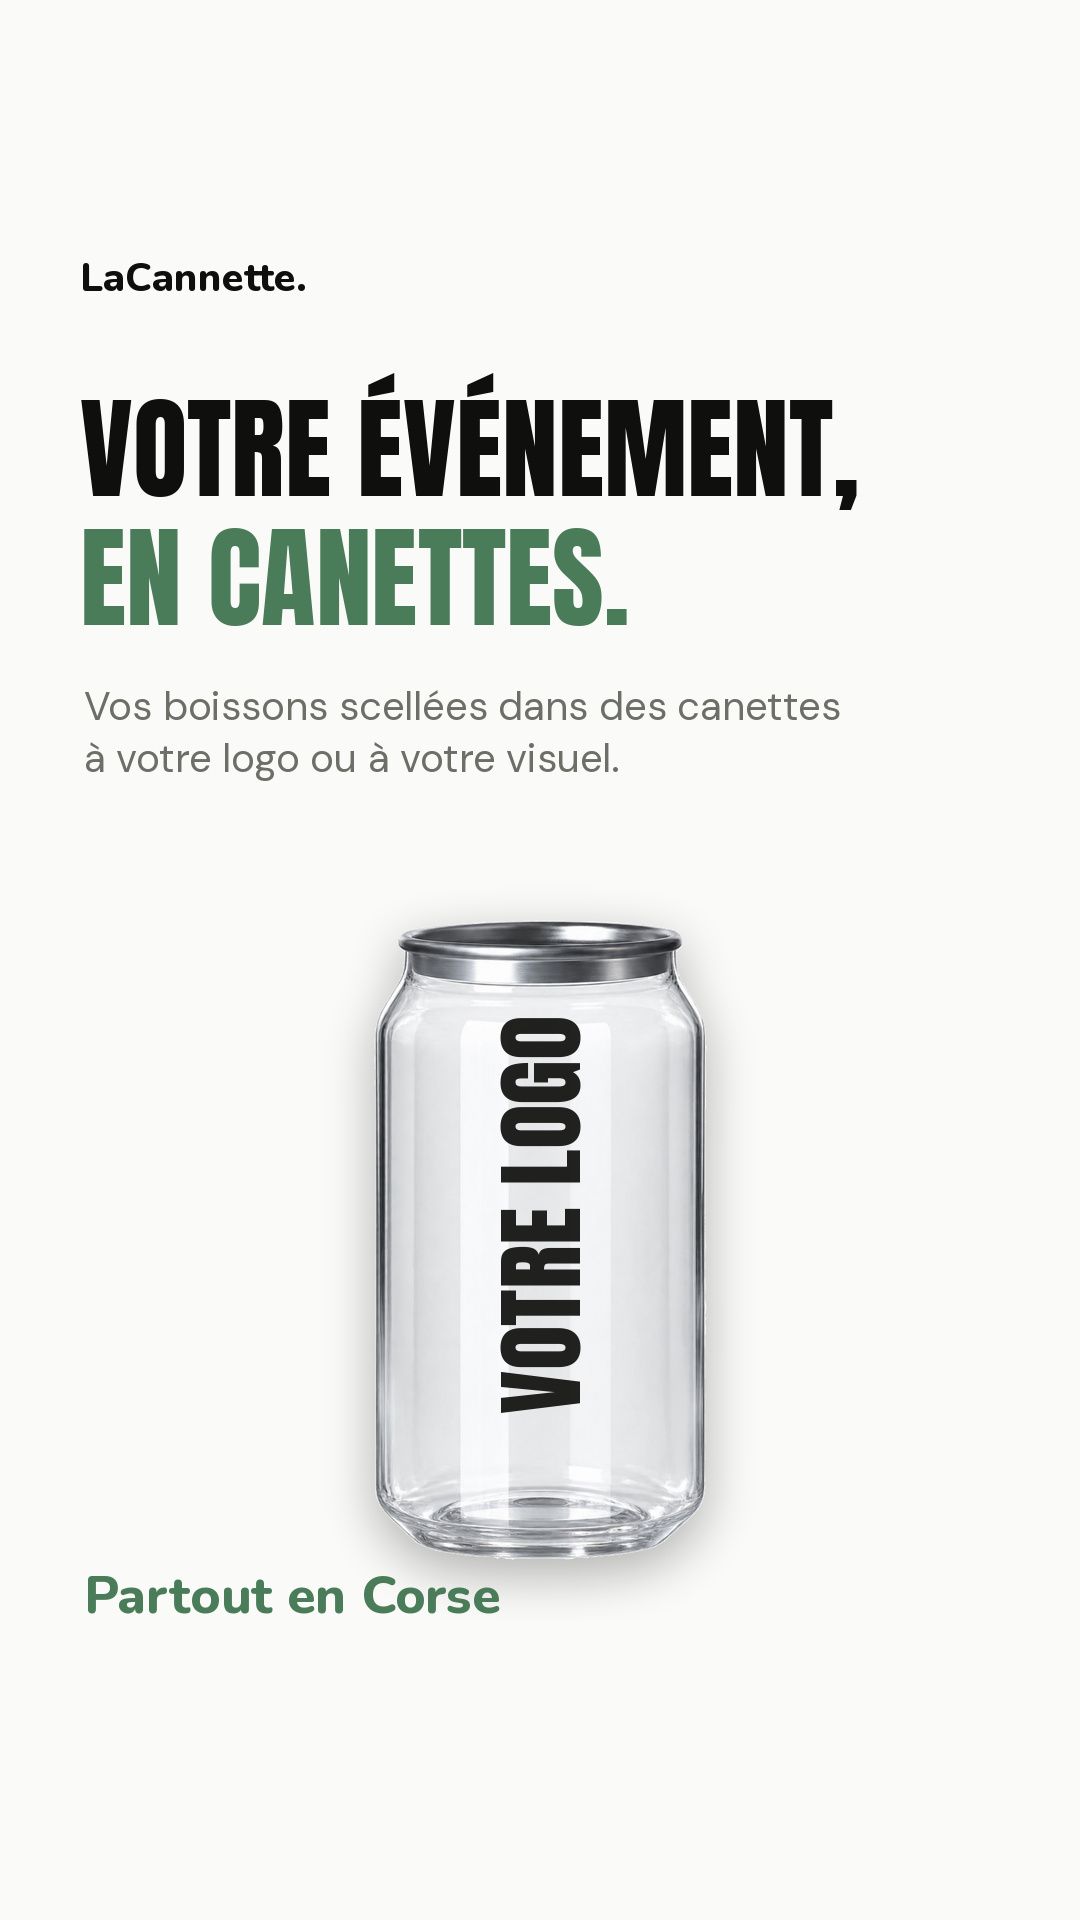 LaCannette.
VOTRE ÉVÉNEMENT,
EN CANETTES.
Vos boissons scellées dans des canettes
à votre logo ou à votre visuel.
VOTRE LOGO
Partout en Corse